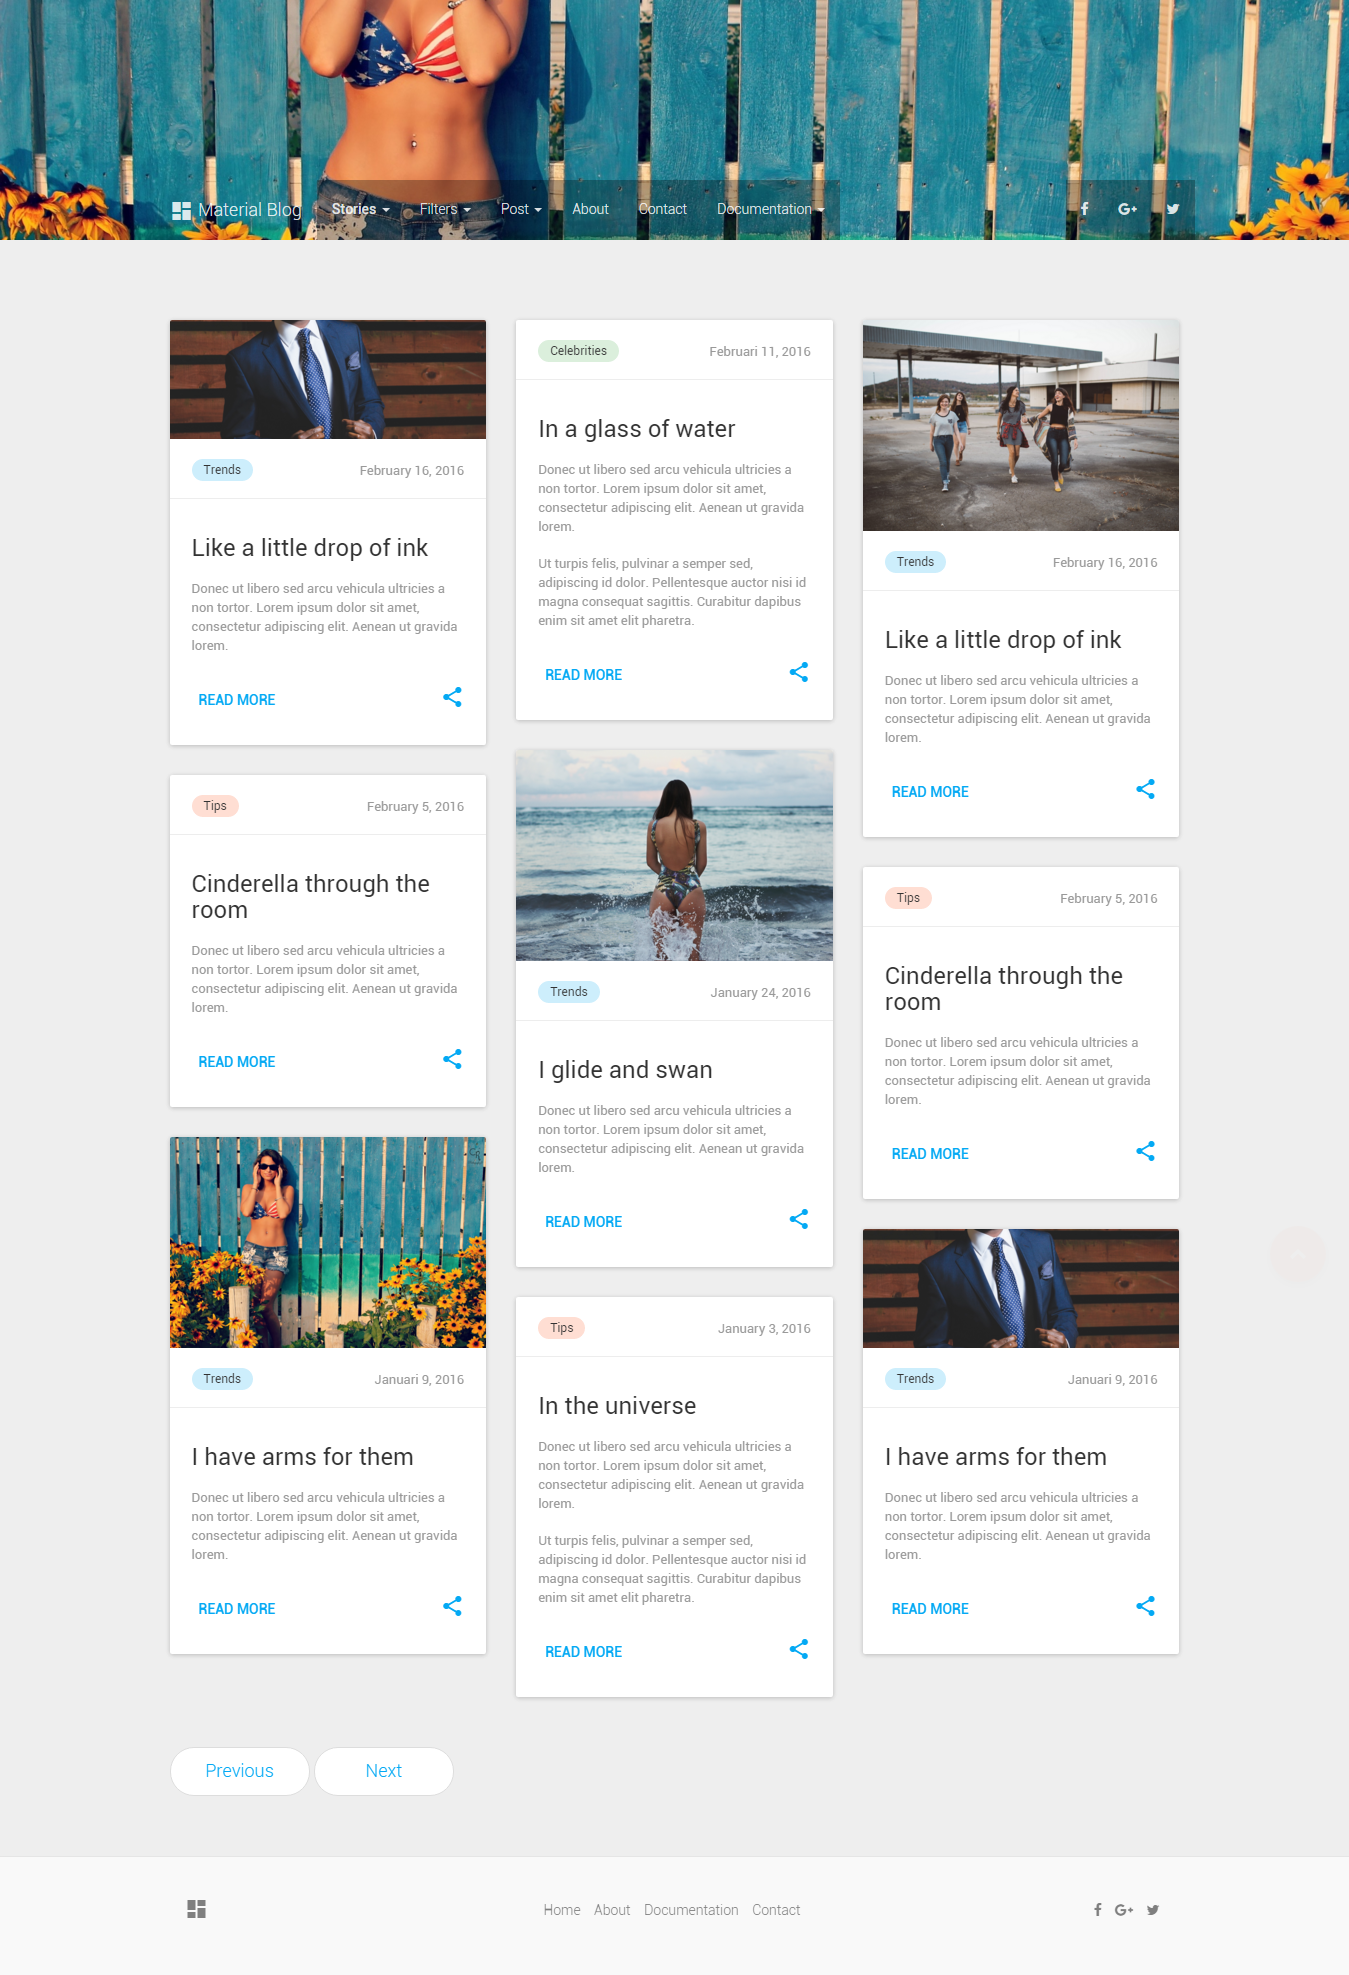 Material Blog
Stories Filters Post About Contact Documentation
Trends February 16, 2016
Like a little drop of ink
Donec ut libero sed arcu vehicula ultricies a
non tortor. Lorem ipsum dolor sit amet,
consectetur adipiscing elit. Aenean ut gravida
lorem.
READ MORE
Tips February 5, 2016
Cinderella through the
room
Donec ut libero sed arcu vehicula ultricies a
non tortor. Lorem ipsum dolor sit amet,
consectetur adipiscing elit. Aenean ut gravida
lorem.
READ MORE
Trends Januari 9, 2016
I have arms for them
Donec ut libero sed arcu vehicula ultricies a
non tortor. Lorem ipsum dolor sit amet,
consectetur adipiscing elit. Aenean ut gravida
lorem.
READ MORE
Celebrities Februari 11, 2016
In a glass of water
Donec ut libero sed arcu vehicula ultricies a
non tortor. Lorem ipsum dolor sit amet,
consectetur adipiscing elit. Aenean ut gravida
lorem.
Ut turpis felis, pulvinar a semper sed,
adipiscing id dolor. Pellentesque auctor nisi id
magna consequat sagittis. Curabitur dapibus
enim sit amet elit pharetra.
READ MORE
Trends January 24, 2016
I glide and swan
Donec ut libero sed arcu vehicula ultricies a
non tortor. Lorem ipsum dolor sit amet,
consectetur adipiscing elit. Aenean ut gravida
lorem.
READ MORE
Tips January 3, 2016
In the universe
Donec ut libero sed arcu vehicula ultricies a
non tortor. Lorem ipsum dolor sit amet,
consectetur adipiscing elit. Aenean ut gravida
lorem.
Ut turpis felis, pulvinar a semper sed,
adipiscing id dolor. Pellentesque auctor nisi id
magna consequat sagittis. Curabitur dapibus
enim sit amet elit pharetra.
READ MORE
Trends February 16, 2016
Like a little drop of ink
Donec ut libero sed arcu vehicula ultricies a
non tortor. Lorem ipsum dolor sit amet,
consectetur adipiscing elit. Aenean ut gravida
lorem.
READ MORE
Tips February 5, 2016
Cinderella through the
room
Donec ut libero sed arcu vehicula ultricies a
non tortor. Lorem ipsum dolor sit amet,
consectetur adipiscing elit. Aenean ut gravida
lorem.
READ MORE
Trends Januari 9, 2016
I have arms for them
Donec ut libero sed arcu vehicula ultricies a
non tortor. Lorem ipsum dolor sit amet,
consectetur adipiscing elit. Aenean ut gravida
lorem.
READ MORE
Previous Next
Home About Documentation Contact